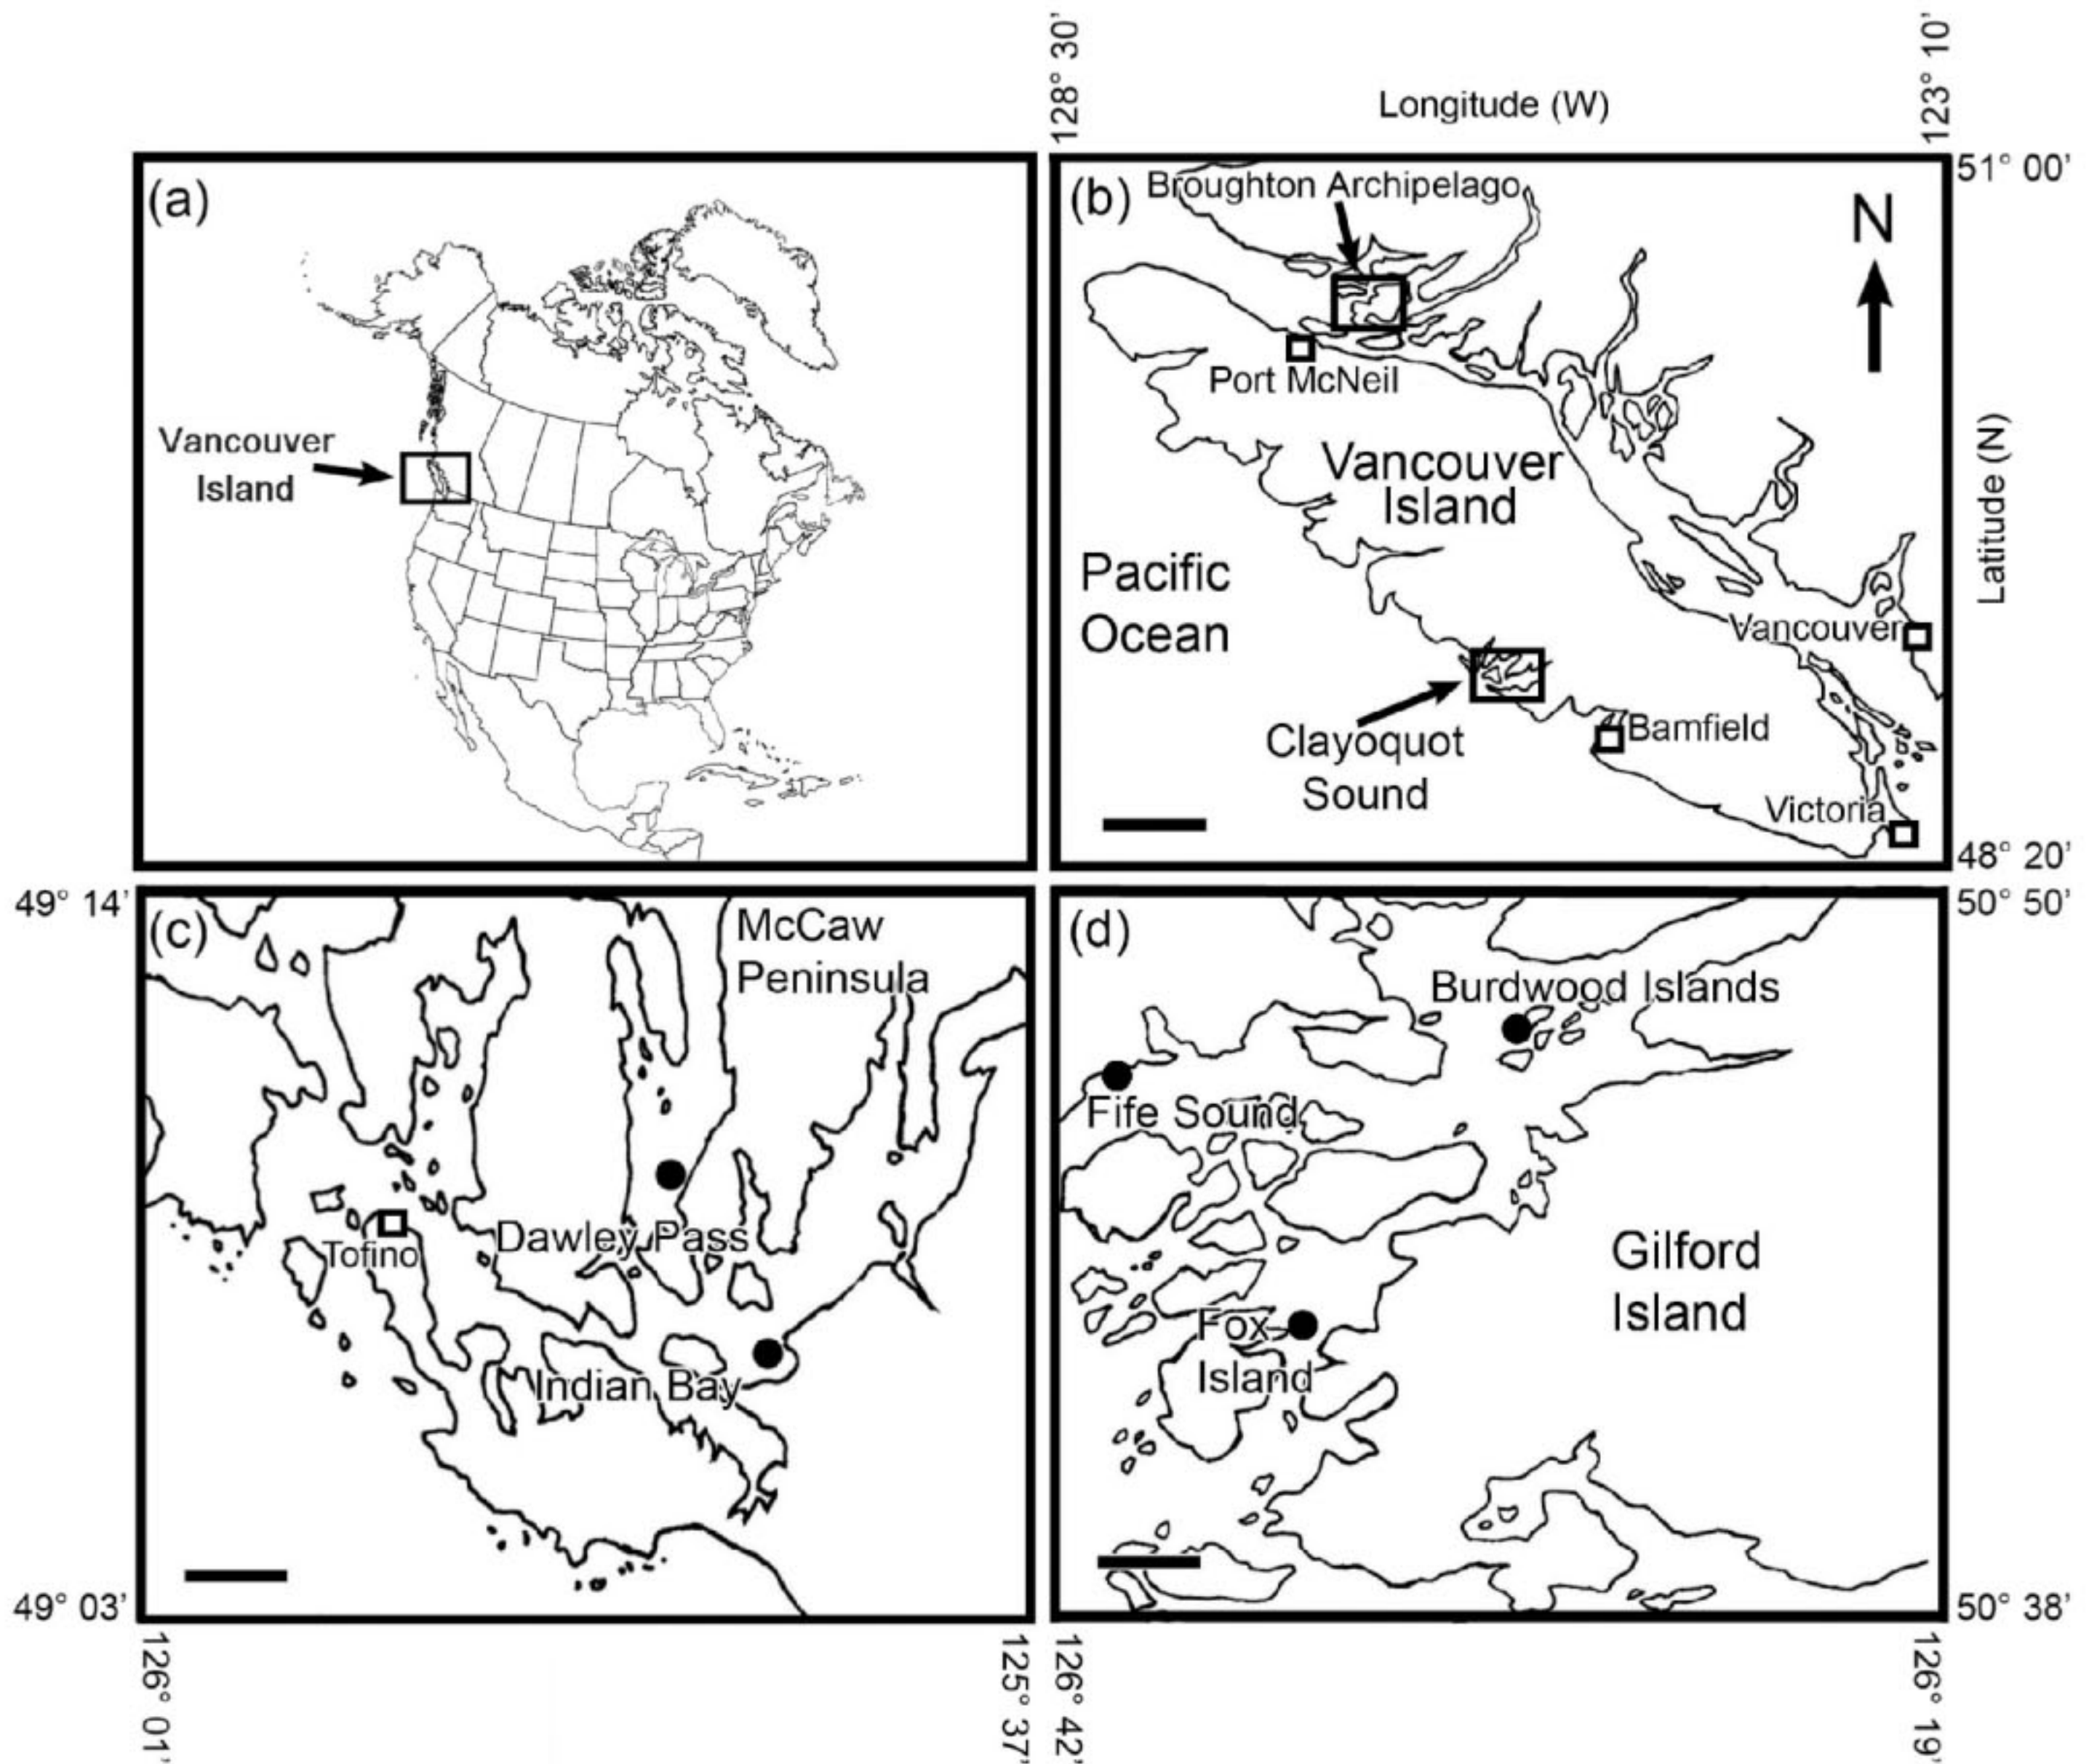 128° 30'
123° 10'
Longitude (W)
(a)
Vancouver
Island
(b)
Broughton Archipelago
N
51° 00'
Port McNeil
Vancouver
Island
Latitude (N)
Pacific
Ocean
Vancouver
Clayoquot
Sound
Bamfield
Victoria
48° 20'
49° 14'
(c)
McCaw
Peninsula
Dawley Pass
Tofino
Indian Bay
49° 03'
126° 01'
125° 37'
50° 50'
(d)
Burdwood Islands
Fife Sound
Gilford
Island
Fox
Island
50° 38'
126° 42'
126° 19'